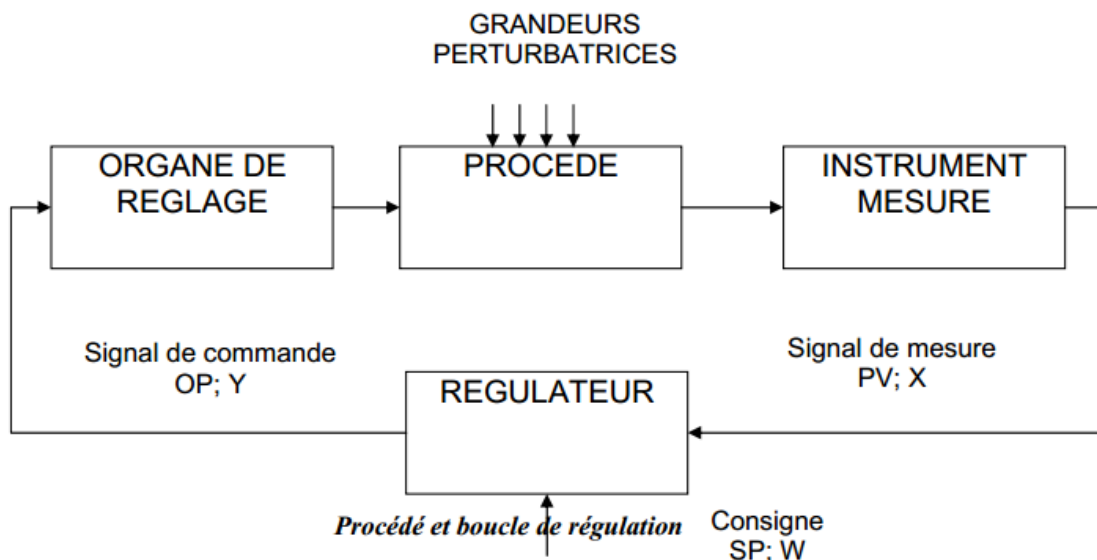 GRANDEURS
PERTURBATRICES
ORGANE DE
REGLAGE
PROCEDE
INSTRUMENT
MESURE
Signal de commande
OP; Y
Signal de mesure
PV; X
REGULATEUR
Procédé et boucle de régulation
Consigne
SP; W